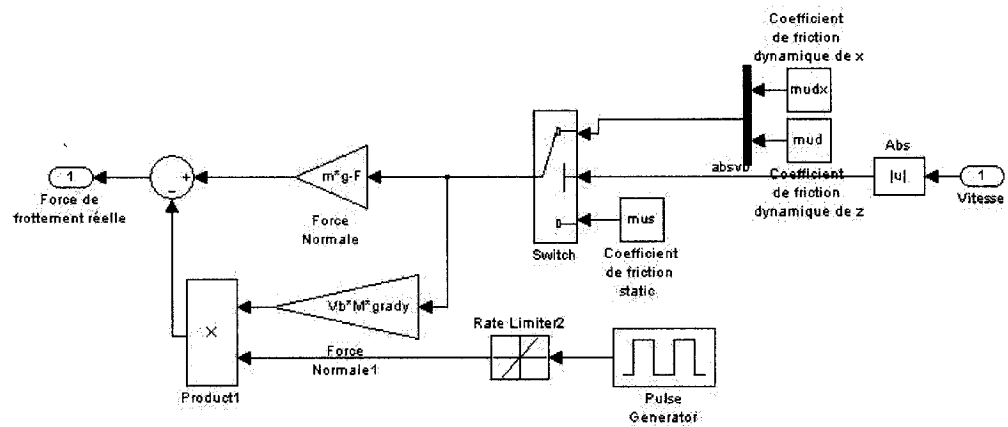 Coefficient
de friction
dynamique de x
mudx
mud
absvb
Abs
|u|
1
Vitesse
Coefficient
de friction
dynamique de z
1
Force de
frottement réelle
+
−
m*g-F
Force
Normale
Switch
mus
Coefficient
de friction
static
Vb*M*grady
×
Product1
Force
Normale1
Rate Limiter2
Pulse
Generator